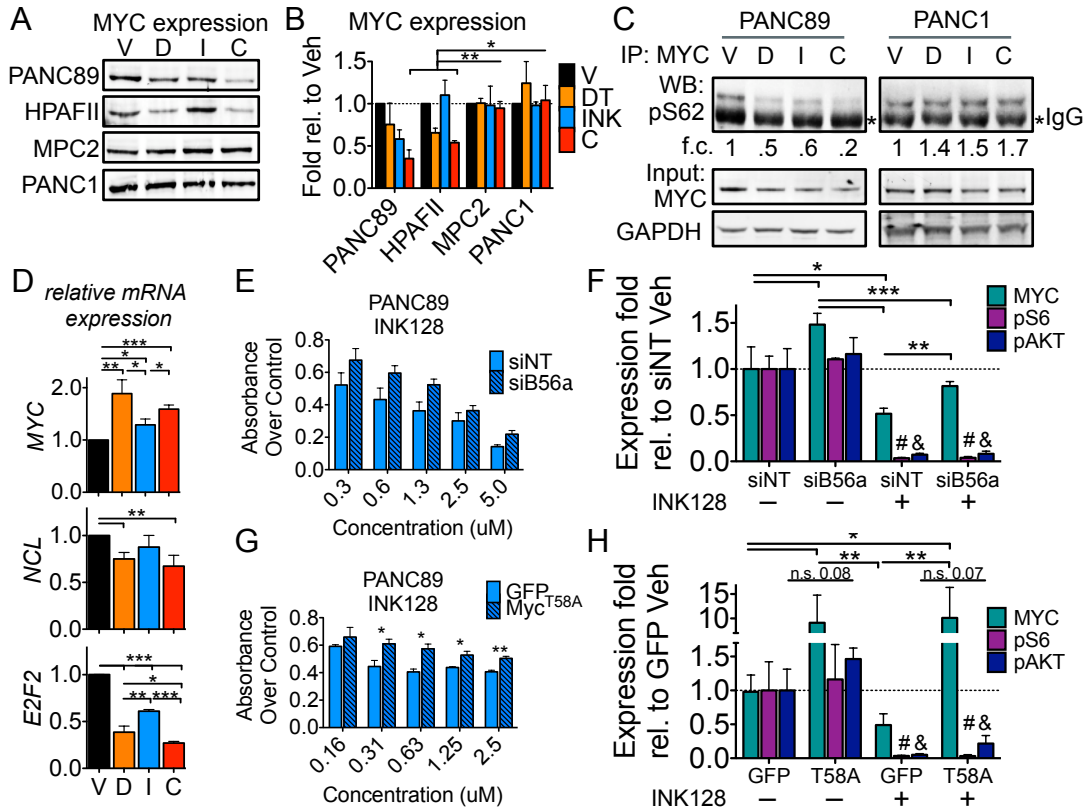 A
MYC expression
V D I C
PANC89
HPAFII
MPC2
PANC1
B
MYC expression
Fold rel. to Veh
1.5
1.0
0.5
0.0
*
**
V
DT
INK
C
PANC89
HPAFII
MPC2
PANC1
C
PANC89 PANC1
IP: MYC V D I C V D I C
WB:
pS62
* *IgG
f.c. 1 .5 .6 .2 1 1.4 1.5 1.7
Input:
MYC
GAPDH
D
relative mRNA
expression
***
*
** * *
MYC
2.0
1.0
0.0
**
NCL
1.0
0.5
0.0
***
*
** ***
E2F2
1.0
0.5
0.0
V D I C
E
PANC89
INK128
siNT
siB56a
Absorbance
Over Control
0.8
0.6
0.4
0.2
0.0
0.3 0.6 1.3 2.5 5.0
Concentration (uM)
F
*
***
**
MYC
pS6
pAKT
Expression fold
rel. to siNT Veh
1.5
1.0
0.5
0.0
# & # &
siNT siB56a siNT siB56a
INK128 – – + +
G
PANC89
INK128
GFP
MycT58A
Absorbance
Over Control
0.8
0.6
0.4
0.2
0.0
* * * **
0.16 0.31 0.63 1.25 2.5
Concentration (uM)
H
*
** **
n.s. 0.08 n.s. 0.07
MYC
pS6
pAKT
Expression fold
rel. to GFP Veh
15
10
5
1.5
1.0
0.5
0.0
# & # &
GFP T58A GFP T58A
INK128 – – + +